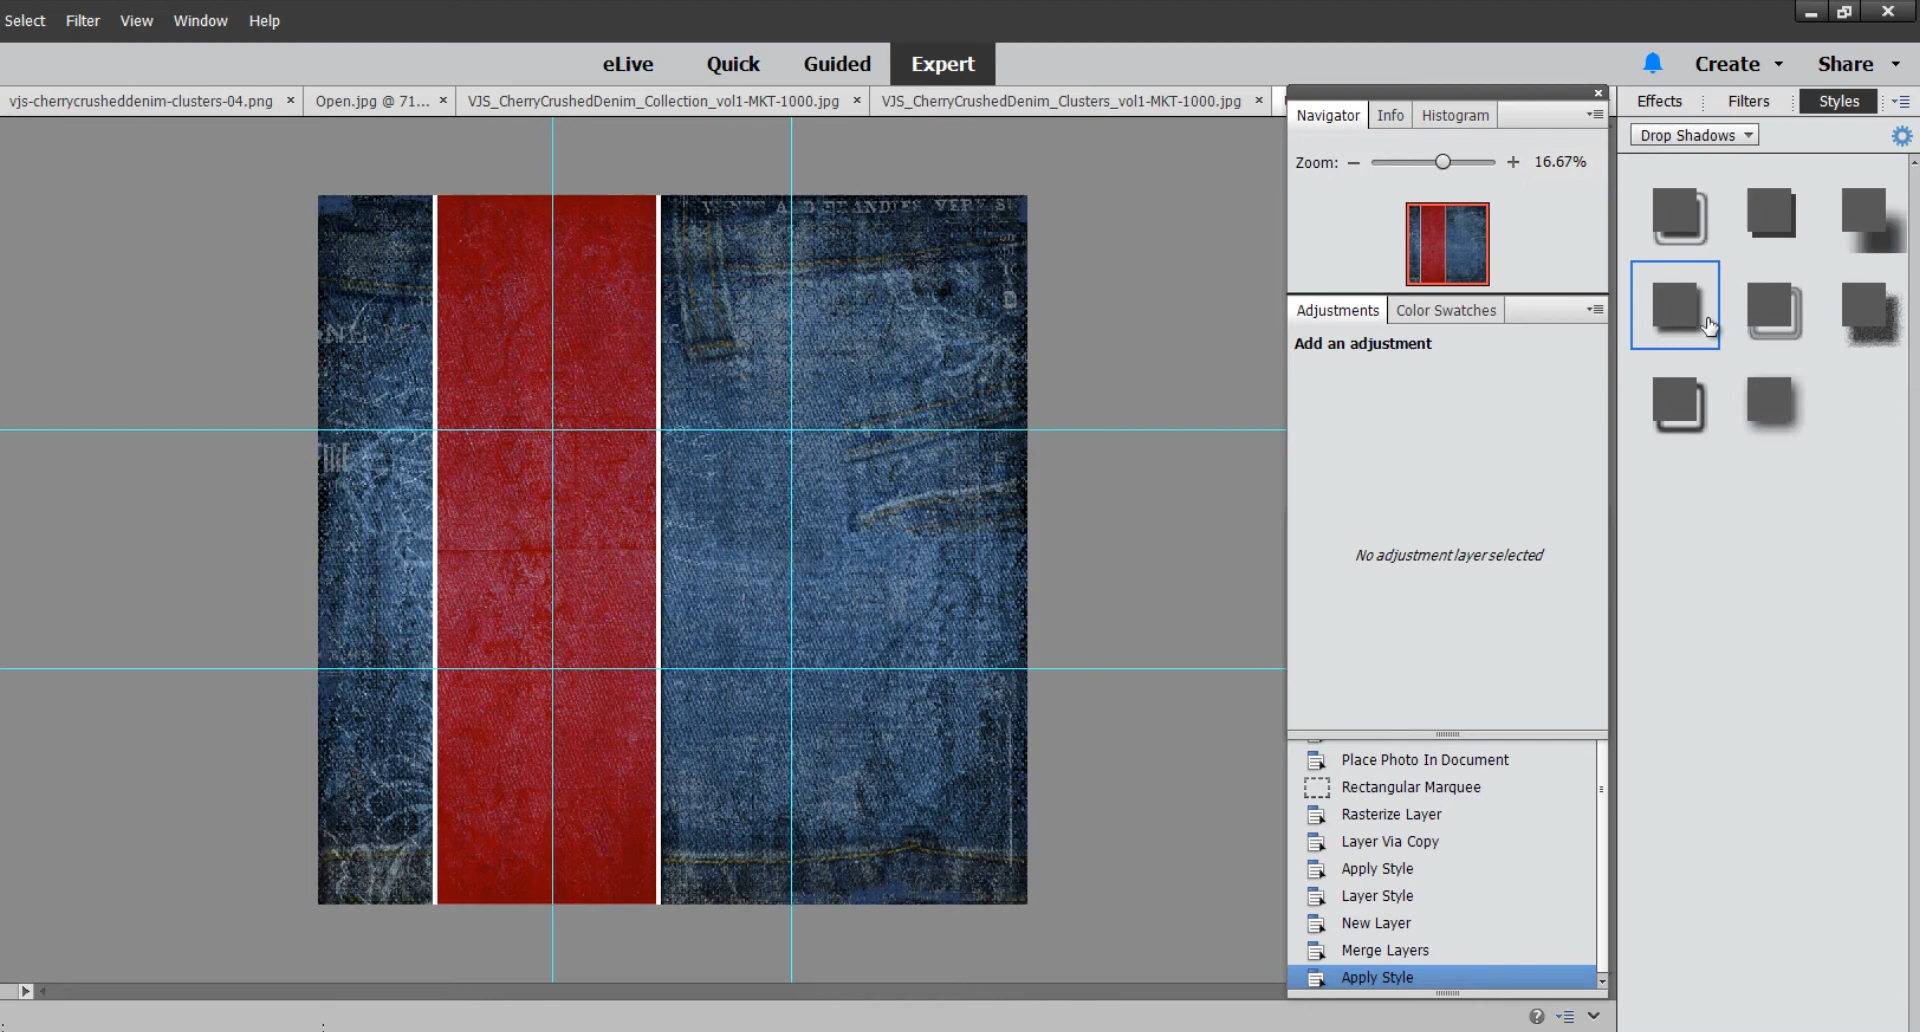 Select Filter View Window Help
eLive Quick Guided Expert Create Share
vjs-cherrycrusheddenim-clusters-04.png × Open.jpg @ 71... × VJS_CherryCrushedDenim_Collection_vol1-MKT-1000.jpg × VJS_CherryCrushedDenim_Clusters_vol1-MKT-1000.jpg ×
Effects Filters Styles
Navigator Info Histogram
Drop Shadows
Zoom: 16.67%
Adjustments Color Swatches
Add an adjustment
No adjustment layer selected
Place Photo In Document
Rectangular Marquee
Rasterize Layer
Layer Via Copy
Apply Style
Layer Style
New Layer
Merge Layers
Apply Style